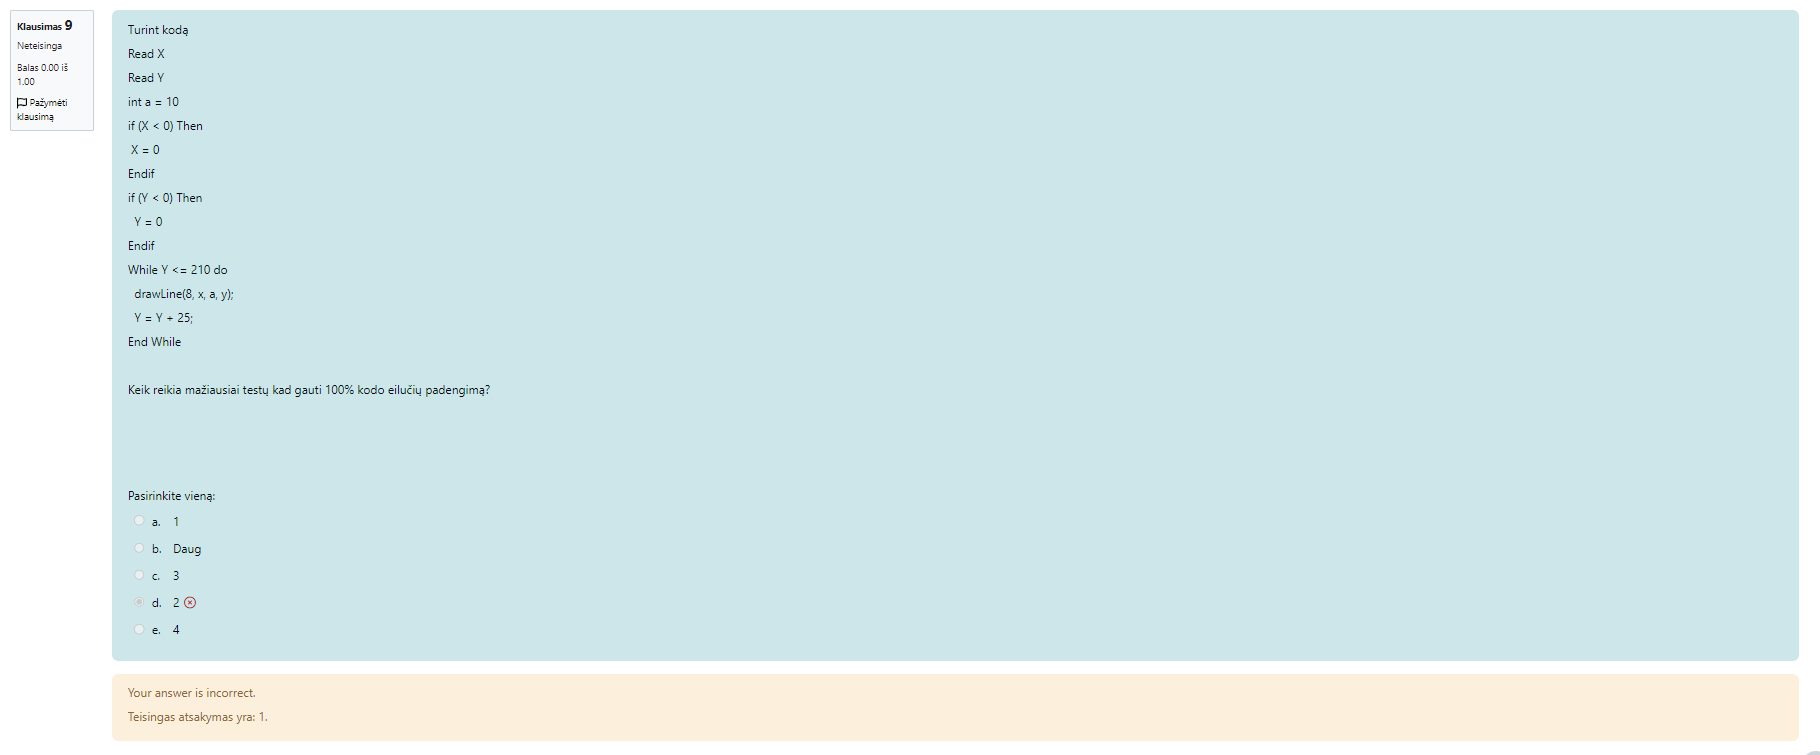 Klausimas 9
Neteisinga
Balas 0.00 iš
1.00
Pažymėti
klausimą
Turint kodą
Read X
Read Y
int a = 10
if (X < 0) Then
X = 0
Endif
if (Y < 0) Then
Y = 0
Endif
While Y <= 210 do
drawLine(8, x, a, y);
Y = Y + 25;
End While
Keik reikia mažiausiai testų kad gauti 100% kodo eilučių padengimą?
Pasirinkite vieną:
a. 1
b. Daug
c. 3
d. 2
e. 4
Your answer is incorrect.
Teisingas atsakymas yra: 1.